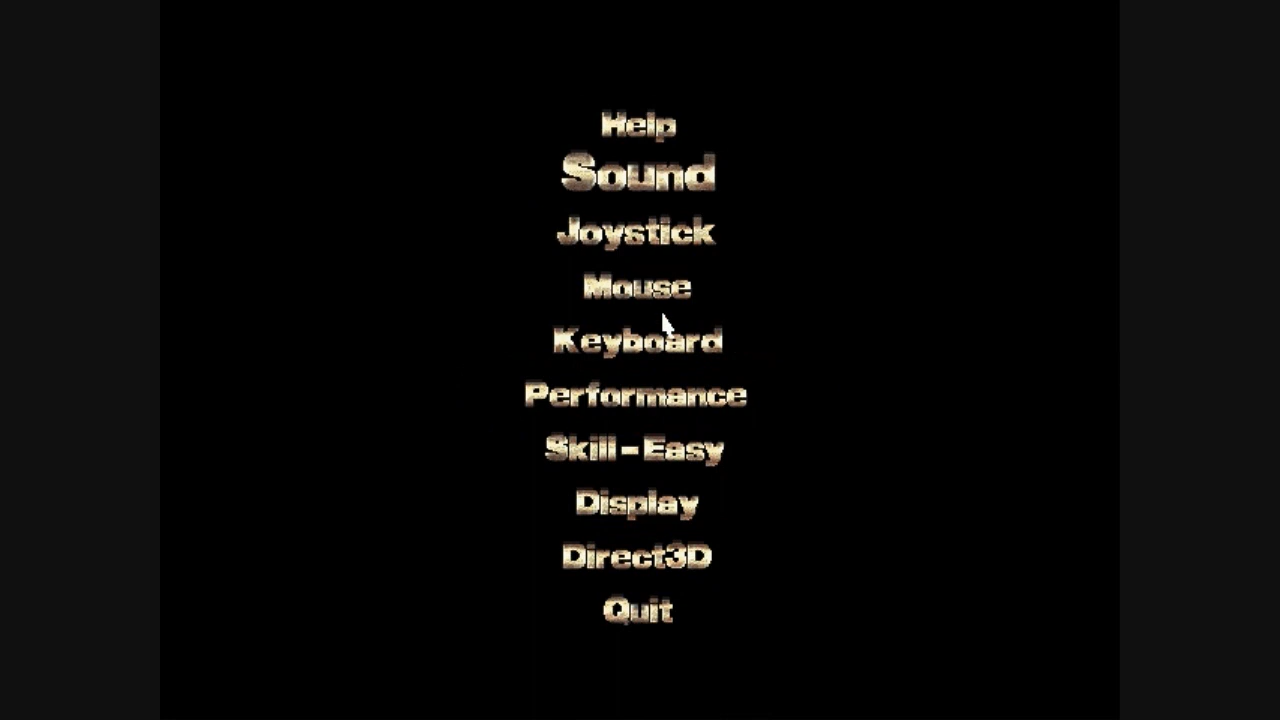 Help
Sound
Joystick
Mouse
Keyboard
Performance
Skill-Easy
Display
Direct3D
Quit